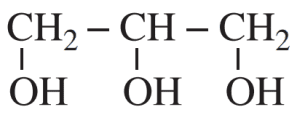 CH₂ – CH – CH₂
OH OH OH